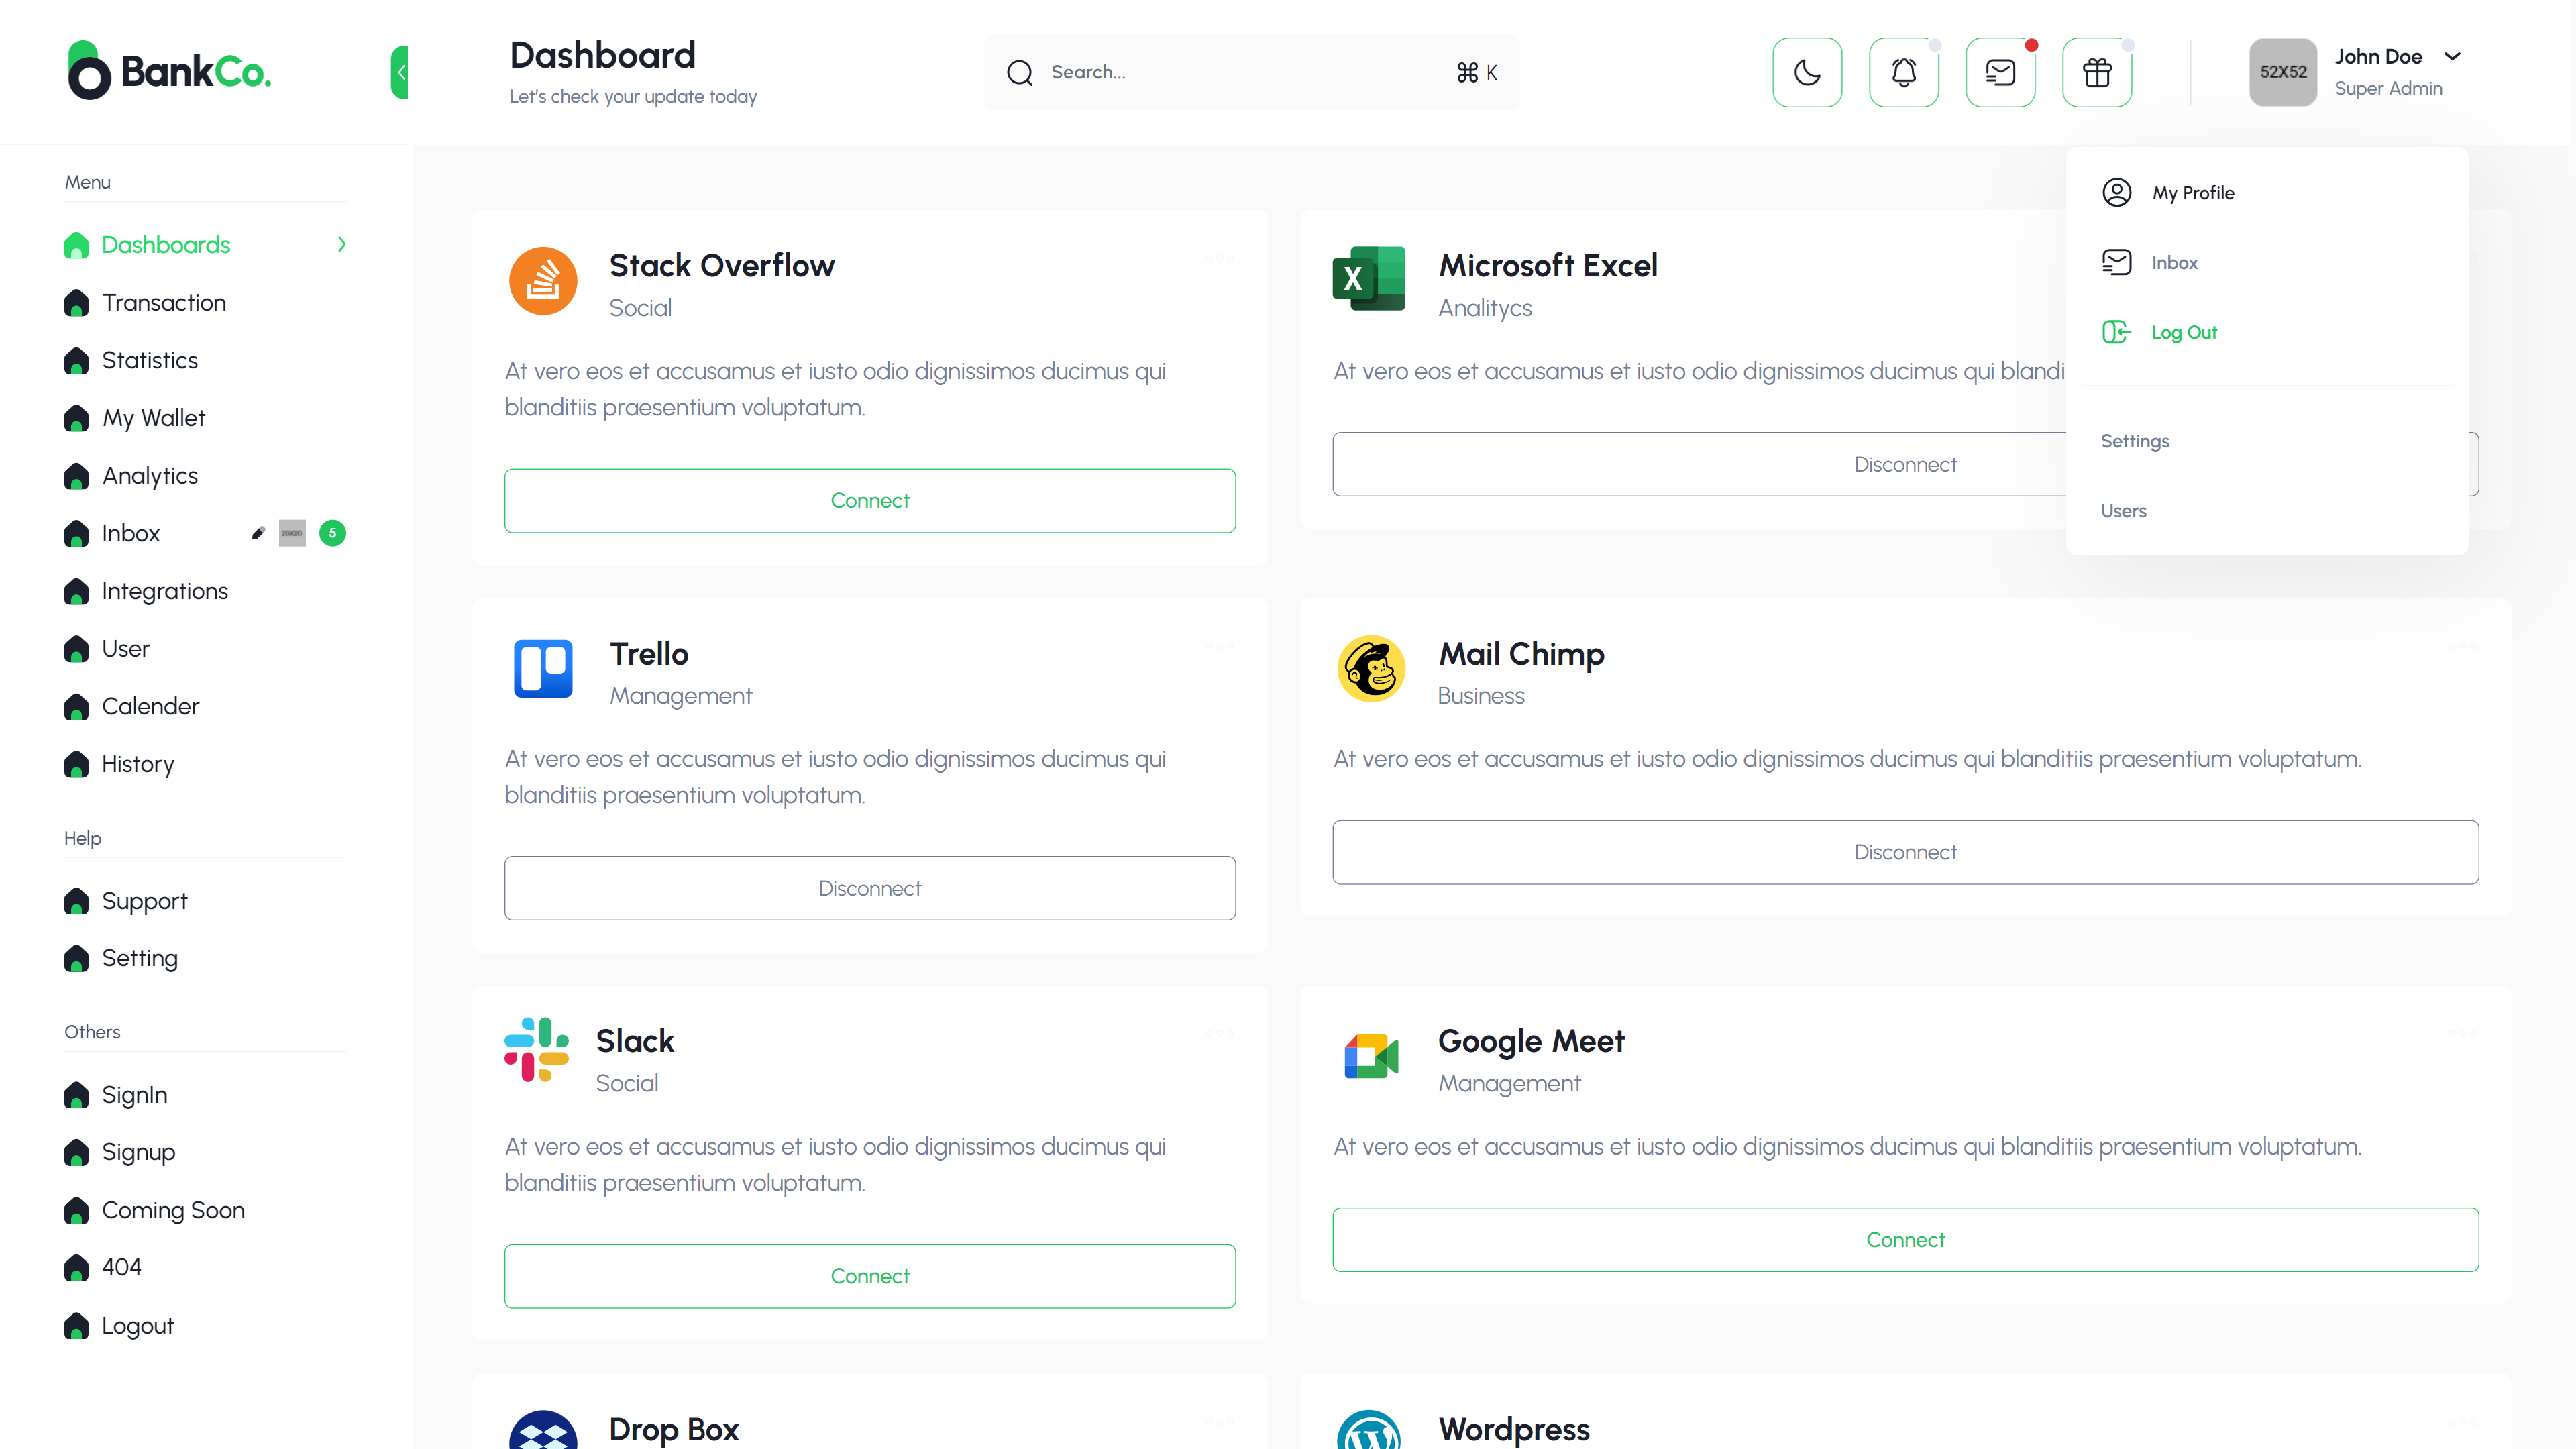 BankCo.
Dashboard
Let's check your update today
Search...
⌘ K
52X52
John Doe
Super Admin
Menu
Dashboards
Transaction
Statistics
My Wallet
Analytics
Inbox
5
Integrations
User
Calender
History
Help
Support
Setting
Others
SignIn
Signup
Coming Soon
404
Logout
My Profile
Inbox
Log Out
Settings
Users
Stack Overflow
Social
At vero eos et accusamus et iusto odio dignissimos ducimus qui
blanditiis praesentium voluptatum.
Connect
Microsoft Excel
Analitycs
At vero eos et accusamus et iusto odio dignissimos ducimus qui blandi
Disconnect
Trello
Management
At vero eos et accusamus et iusto odio dignissimos ducimus qui
blanditiis praesentium voluptatum.
Disconnect
Mail Chimp
Business
At vero eos et accusamus et iusto odio dignissimos ducimus qui blanditiis praesentium voluptatum.
Disconnect
Slack
Social
At vero eos et accusamus et iusto odio dignissimos ducimus qui
blanditiis praesentium voluptatum.
Connect
Google Meet
Management
At vero eos et accusamus et iusto odio dignissimos ducimus qui blanditiis praesentium voluptatum.
Connect
Drop Box
Wordpress